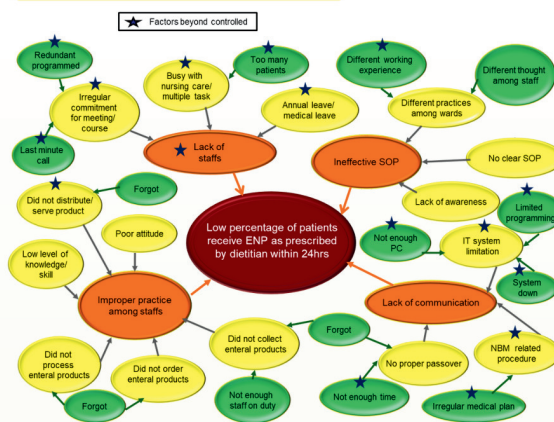 Factors beyond controlled
Redundant
programmed
Too many
patients
Different working
experience
Different thought
among staff
Busy with
nursing care/
multiple task
Irregular
commitment
for meeting/
course
Annual leave/
medical leave
Different practices
among wards
Last minute
call
Lack of
staffs
Ineffective SOP
No clear SOP
Did not distribute/
serve product
Forgot
Lack of awareness
Limited
programming
Low percentage of patients
receive ENP as prescribed
by dietitian within 24hrs
Poor attitude
Not enough
PC
IT system
limitation
Low level of
knowledge/
skill
System
down
Improper practice
among staffs
Lack of communication
Did not collect
enteral products
Forgot
Did not
process
enteral products
Did not order
enteral products
No proper passover
NBM related
procedure
Forgot
Not enough
staff on duty
Not enough time
Irregular medical plan